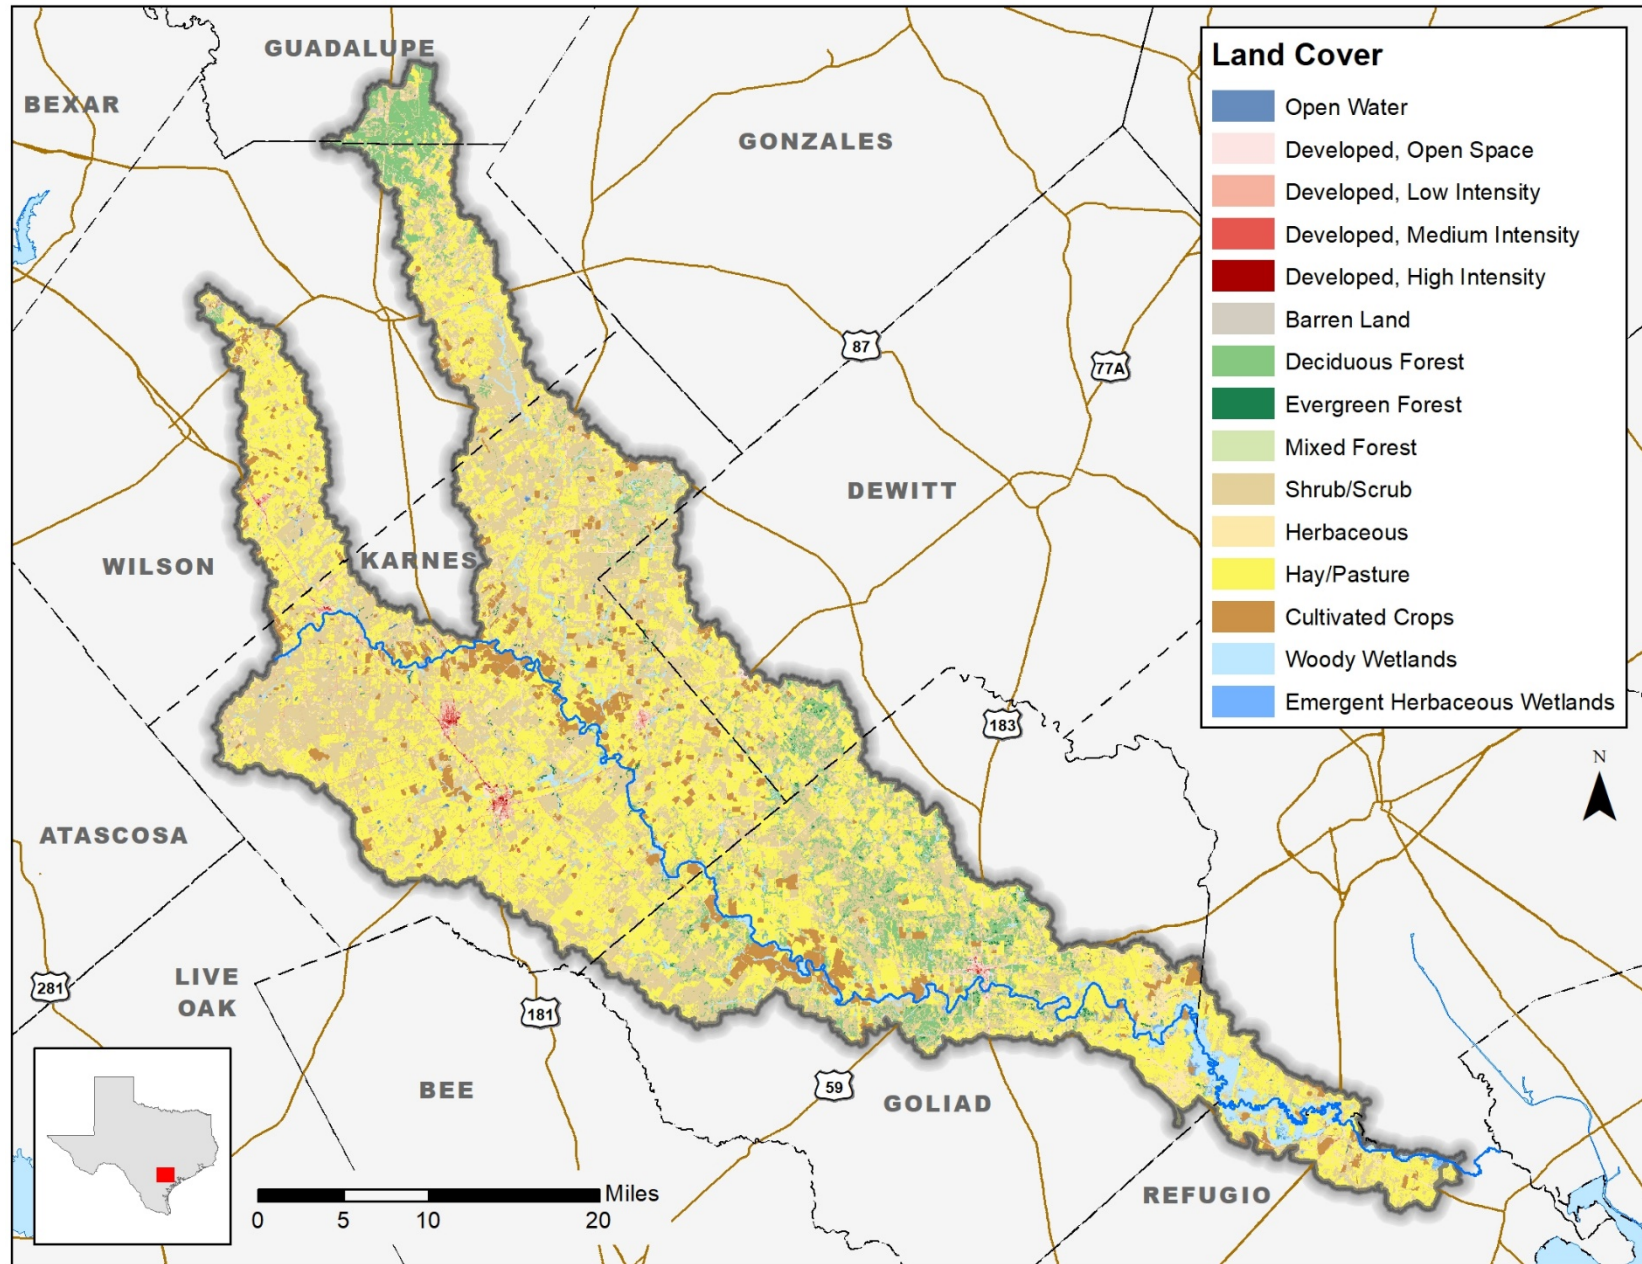 GUADALUPE
BEXAR
GONZALES
Land Cover
Open Water
Developed, Open Space
Developed, Low Intensity
Developed, Medium Intensity
Developed, High Intensity
Barren Land
Deciduous Forest
Evergreen Forest
Mixed Forest
Shrub/Scrub
Herbaceous
Hay/Pasture
Cultivated Crops
Woody Wetlands
Emergent Herbaceous Wetlands
87
77A
DEWITT
WILSON
KARNES
183
N
ATASCOSA
LIVE
OAK
281
181
BEE
59
GOLIAD
REFUGIO
Miles
0
5
10
20